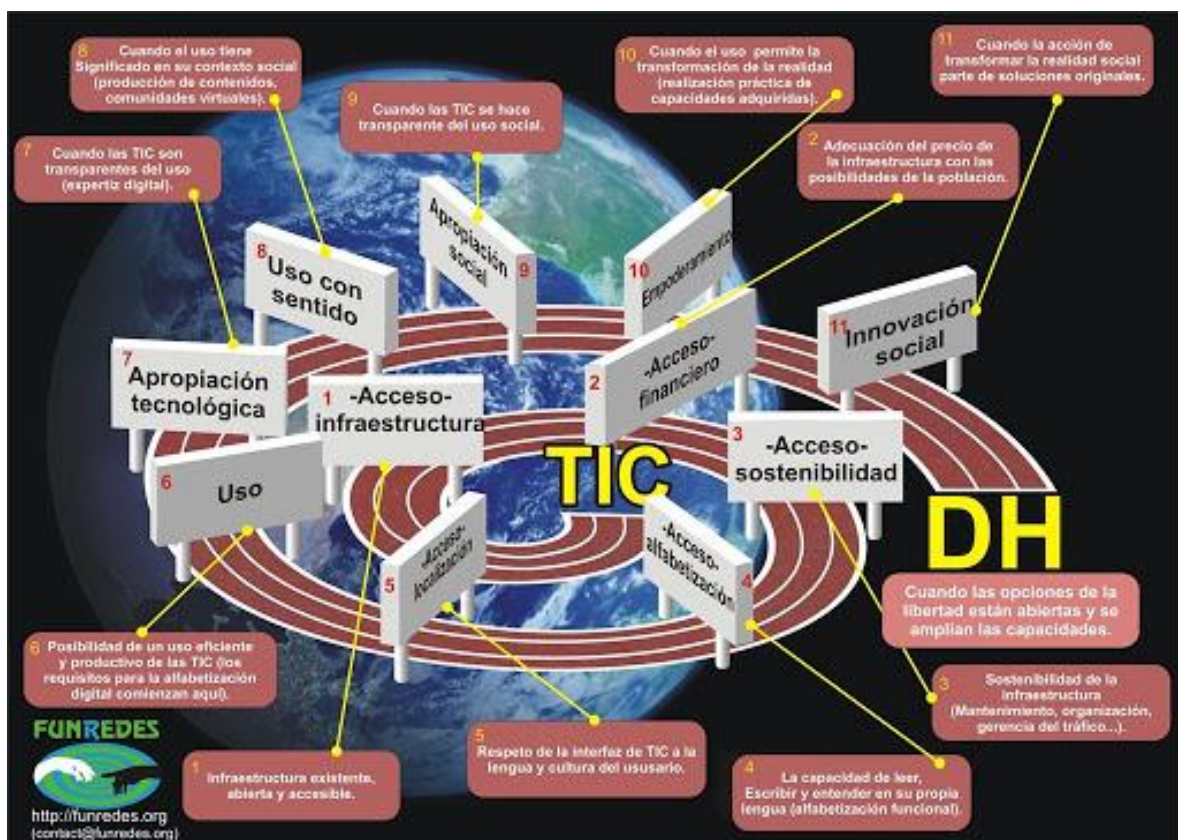 8
Cuando el uso tiene
Significado en su contexto social
(producción de contenidos,
comunidades virtuales).
9
Cuando las TIC se hace
transparente del uso social.
10
Cuando el uso permite la
transformación de la realidad
(realización práctica de
capacidades adquiridas).
11
Cuando la acción de
transformar la realidad social
parte de soluciones originales.
7
Cuando las TIC son
transparentes del uso
(expertiz digital).
2
Adecuación del precio de
la infraestructura con las
posibilidades de la población.
8
Uso con
sentido
Apropiación
social
9
10
Empoderamiento
11
Innovación
social
7
Apropiación
tecnológica
1
-Acceso-
infraestructura
2
-Acceso-
financiero
3
-Acceso-
sostenibilidad
6
Uso
TIC
5
-Acceso-
localización
-Acceso-
alfabetización
4
DH
Cuando las opciones de la
libertad están abiertas y se
amplian las capacidades.
6
Posibilidad de un uso eficiente
y productivo de las TIC (los
requisitos para la alfabetización
digital comienzan aquí).
3
Sostenibilidad de la
infraestructura
(Mantenimiento, organización,
gerencia del tráfico...).
5
Respeto de la interfaz de TIC a la
lengua y cultura del ususario.
1
Infraestructura existente,
abierta y accesible.
4
La capacidad de leer,
Escribir y entender en su propia
lengua (alfabetización funcional).
FUNREDES
http://funredes.org
(contact@funredes.org)